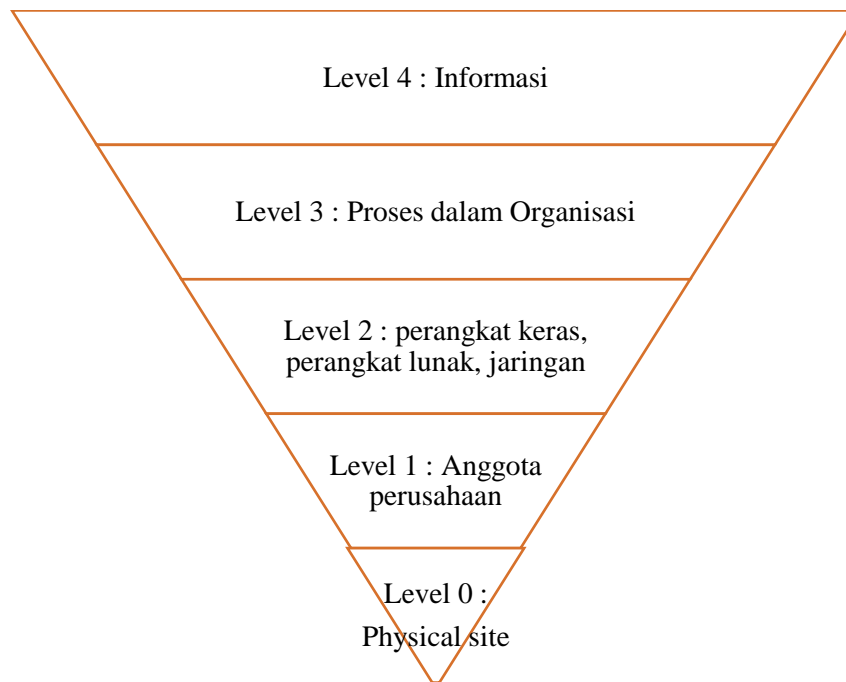 Level 4 : Informasi
Level 3 : Proses dalam Organisasi
Level 2 : perangkat keras,
perangkat lunak, jaringan
Level 1 : Anggota
perusahaan
Level 0 :
Physical site